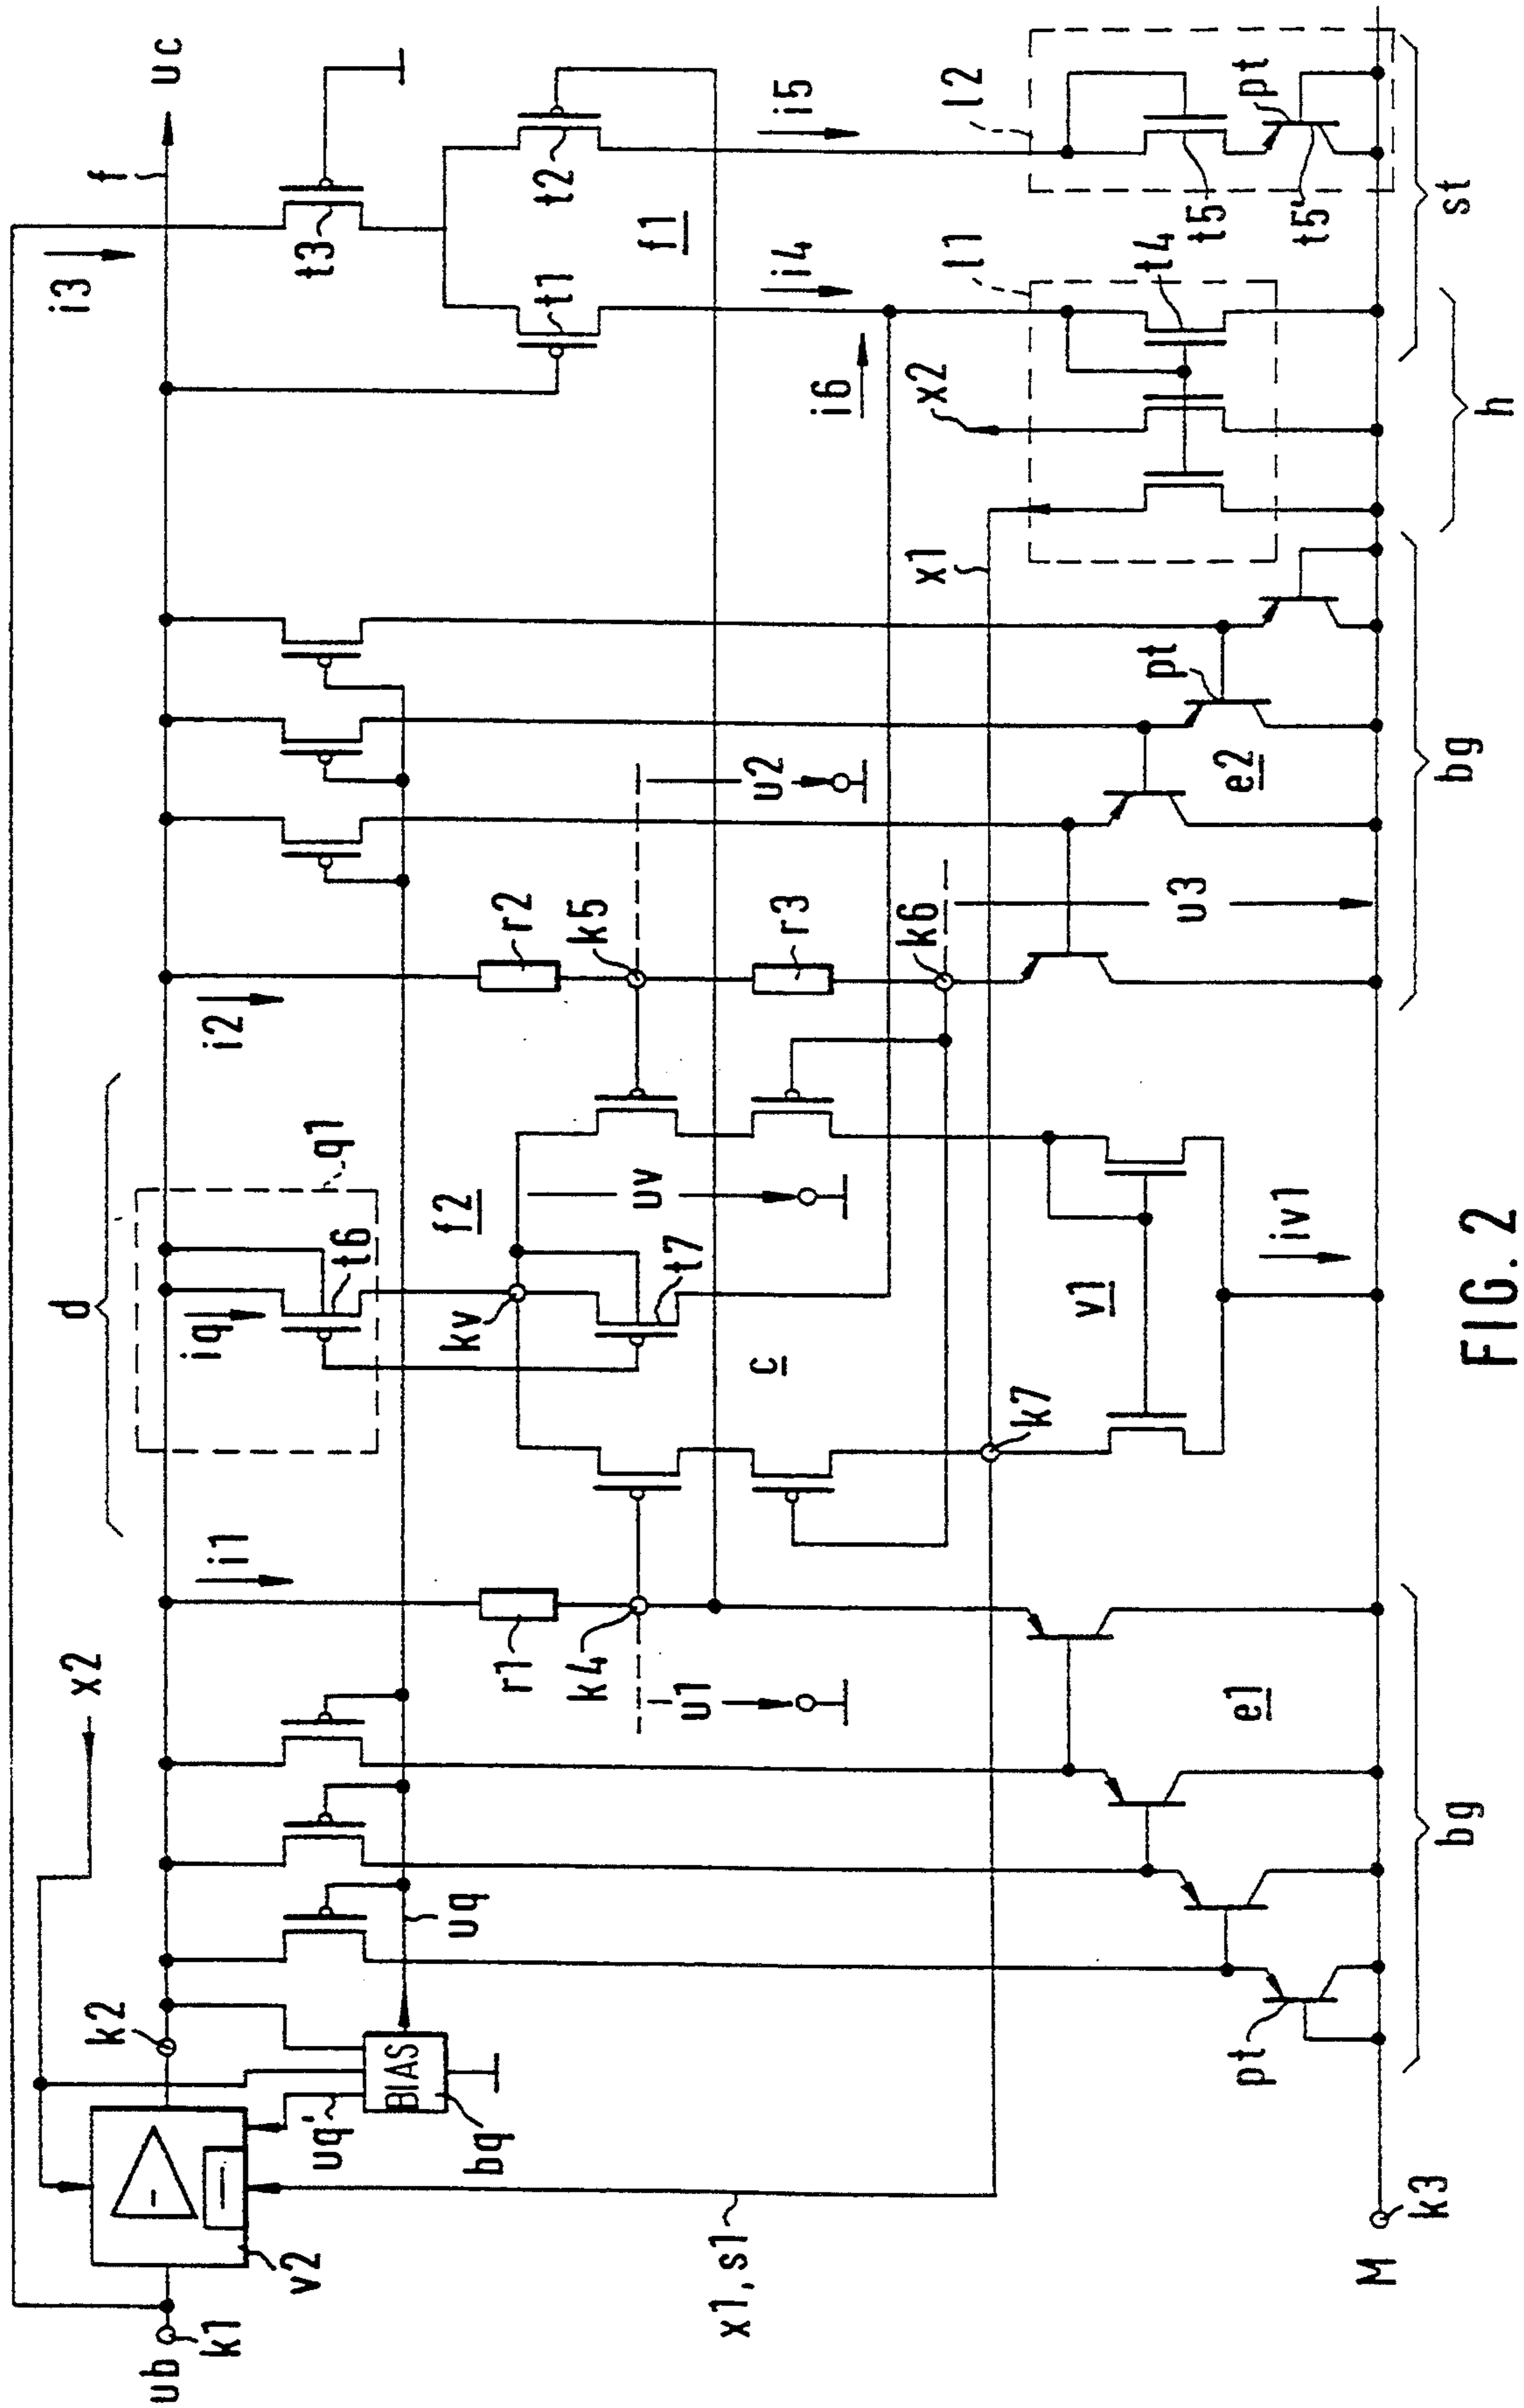 ub
k1
v2
x2
k2
uq'
BIAS
bq
uq
x1,s1
M
k3
pt
e1
bg
i1
r1
k4
u1
d
q1
iq
t6
f2
kv
uv
t7
c
k7
v1
iv1
i2
r2
k5
u2
r3
k6
u3
e2
pt
bg
f
uc
i3
t3
t1
t2
f1
i4
i5
i6
x1
x2
l1
t4
l2
t5
t5'
pt
h
st
FIG. 2